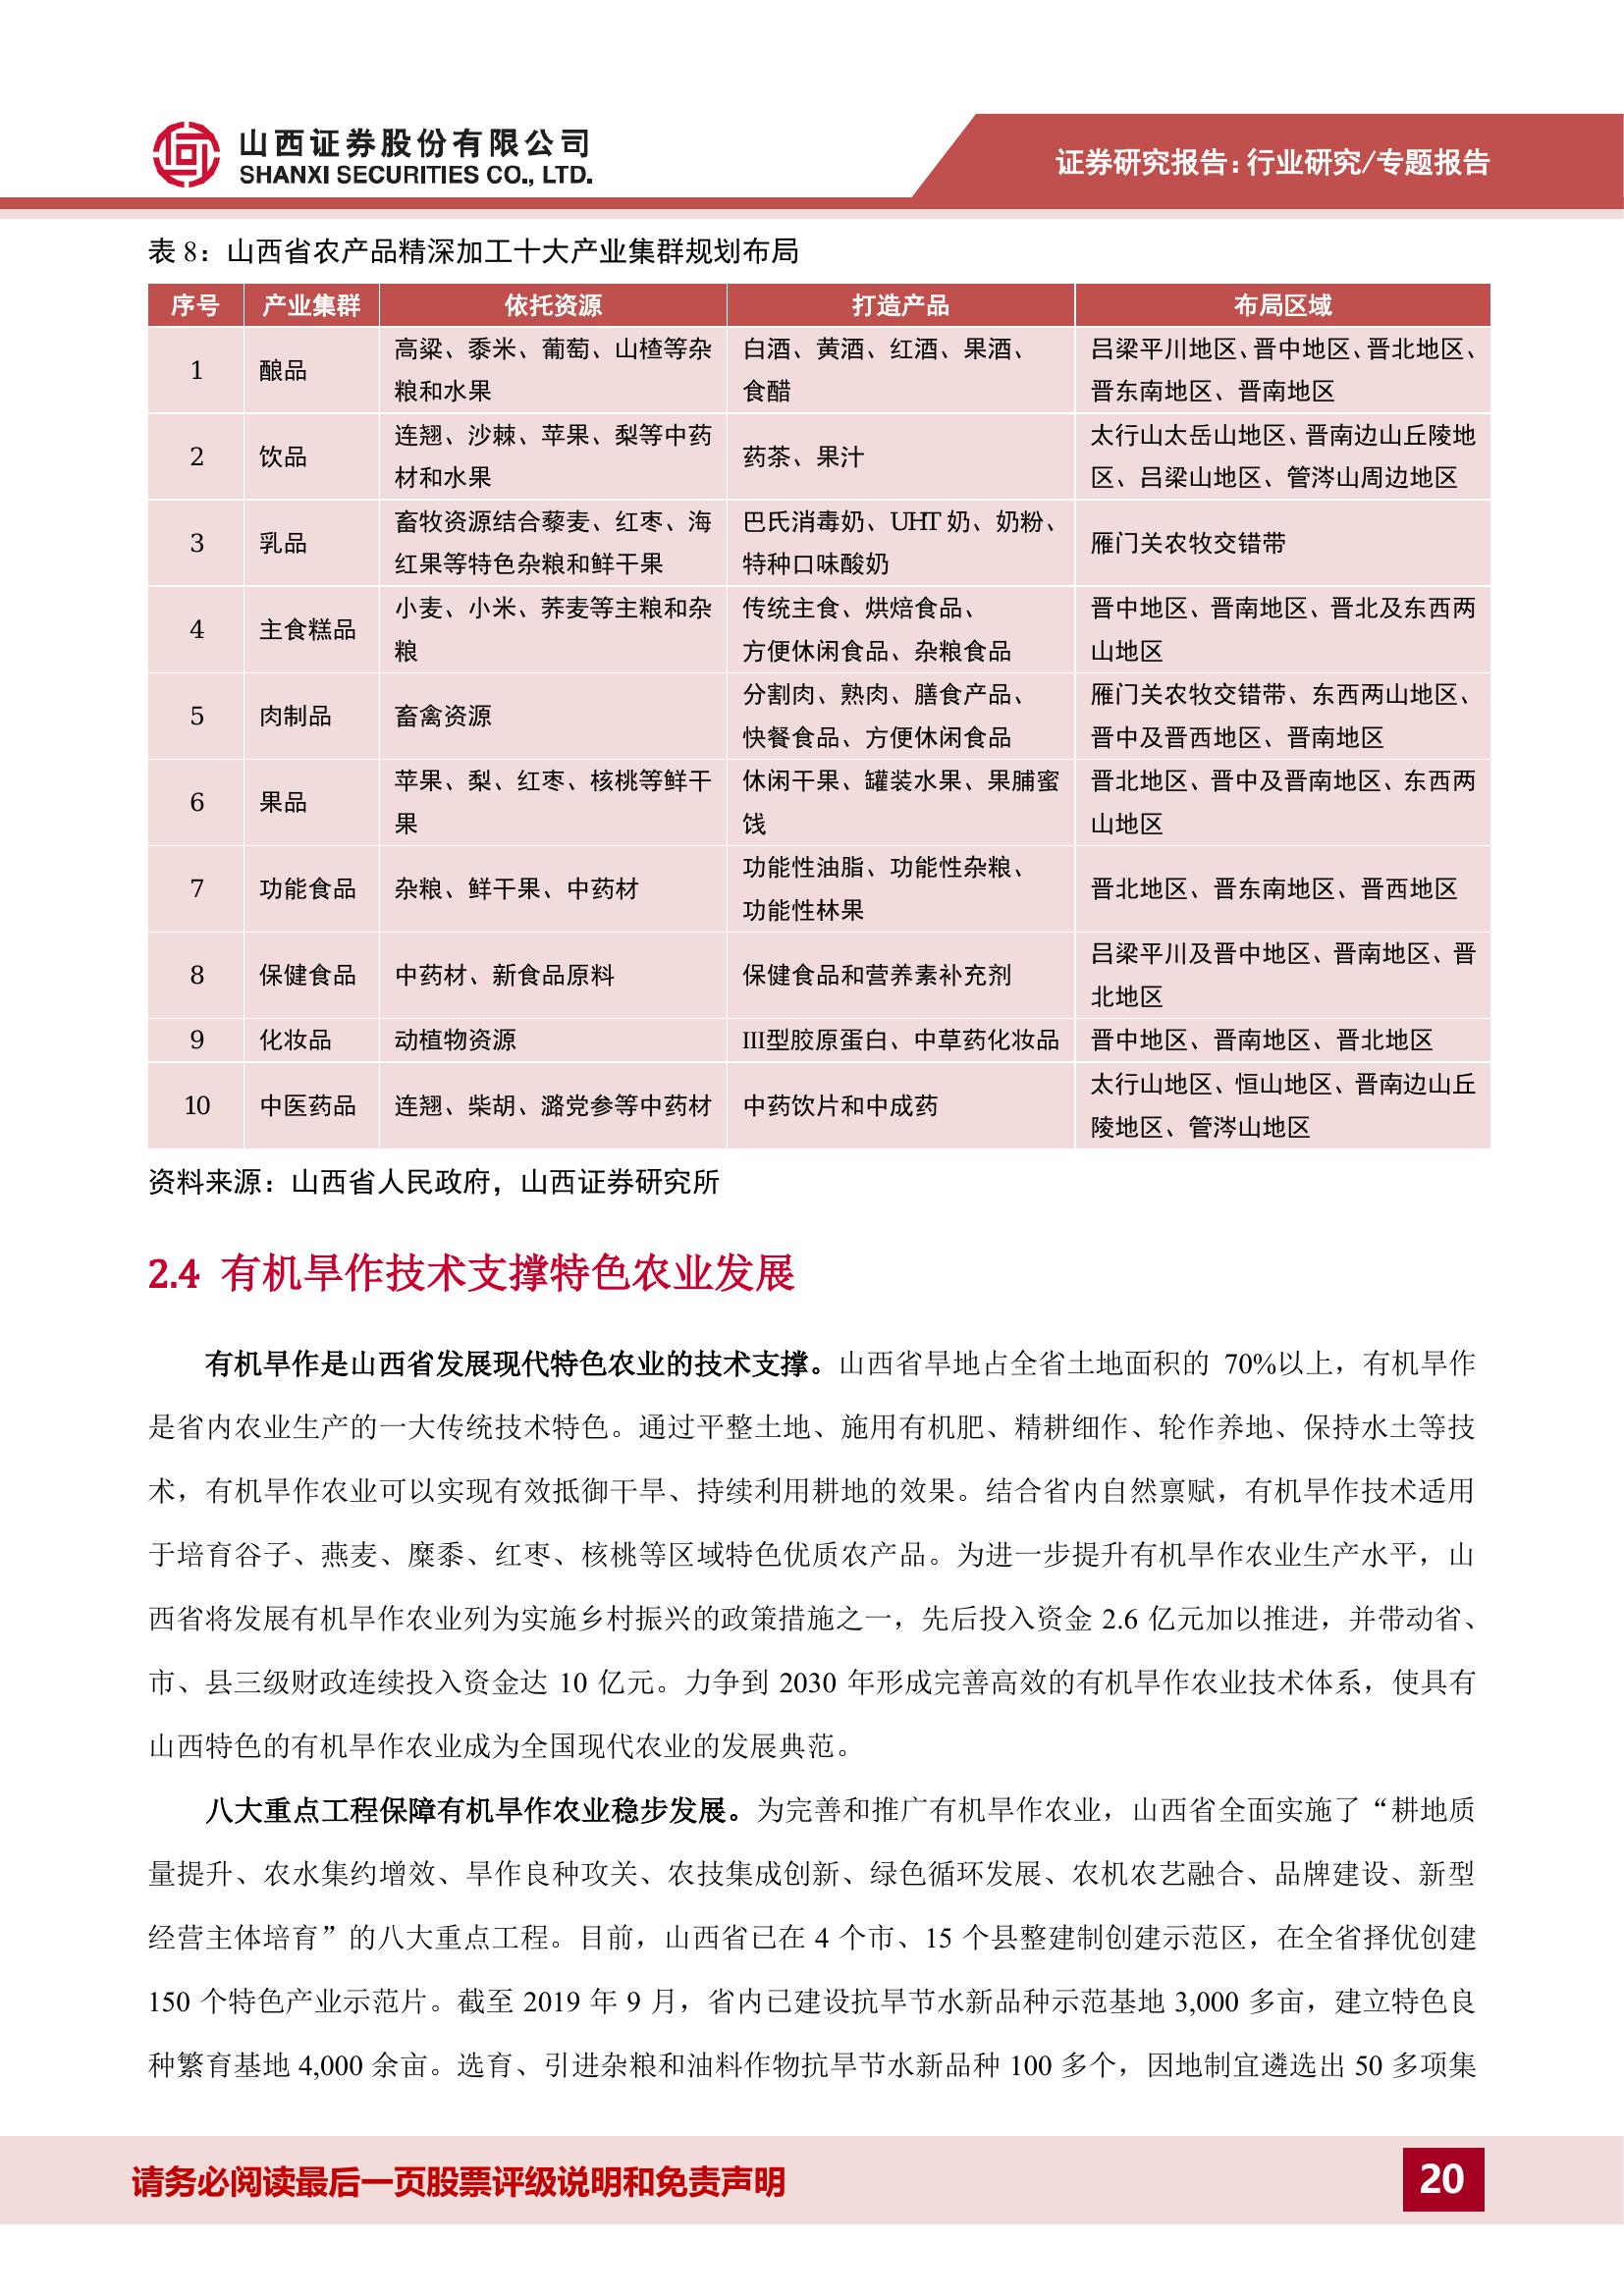 山西证券股份有限公司
SHANXI SECURITIES CO., LTD.
证券研究报告：行业研究/专题报告
表 8：山西省农产品精深加工十大产业集群规划布局
序号 产业集群 依托资源 打造产品 布局区域
1 酿品 高粱、黍米、葡萄、山楂等杂粮和水果 白酒、黄酒、红酒、果酒、食醋 吕梁平川地区、晋中地区、晋北地区、晋东南地区、晋南地区
2 饮品 连翘、沙棘、苹果、梨等中药材和水果 药茶、果汁 太行山太岳山地区、晋南边山丘陵地区、吕梁山地区、管涔山周边地区
3 乳品 畜牧资源结合藜麦、红枣、海红果等特色杂粮和鲜干果 巴氏消毒奶、UHT 奶、奶粉、特种口味酸奶 雁门关农牧交错带
4 主食糕品 小麦、小米、荞麦等主粮和杂粮 传统主食、烘焙食品、方便休闲食品、杂粮食品 晋中地区、晋南地区、晋北及东西两山地区
5 肉制品 畜禽资源 分割肉、熟肉、膳食产品、快餐食品、方便休闲食品 雁门关农牧交错带、东西两山地区、晋中及晋西地区、晋南地区
6 果品 苹果、梨、红枣、核桃等鲜干果 休闲干果、罐装水果、果脯蜜饯 晋北地区、晋中及晋南地区、东西两山地区
7 功能食品 杂粮、鲜干果、中药材 功能性油脂、功能性杂粮、功能性林果 晋北地区、晋东南地区、晋西地区
8 保健食品 中药材、新食品原料 保健食品和营养素补充剂 吕梁平川及晋中地区、晋南地区、晋北地区
9 化妆品 动植物资源 III型胶原蛋白、中草药化妆品 晋中地区、晋南地区、晋北地区
10 中医药品 连翘、柴胡、潞党参等中药材 中药饮片和中成药 太行山地区、恒山地区、晋南边山丘陵地区、管涔山地区
资料来源：山西省人民政府，山西证券研究所
2.4 有机旱作技术支撑特色农业发展
有机旱作是山西省发展现代特色农业的技术支撑。山西省旱地占全省土地面积的 70%以上，有机旱作
是省内农业生产的一大传统技术特色。通过平整土地、施用有机肥、精耕细作、轮作养地、保持水土等技
术，有机旱作农业可以实现有效抵御干旱、持续利用耕地的效果。结合省内自然禀赋，有机旱作技术适用
于培育谷子、燕麦、糜黍、红枣、核桃等区域特色优质农产品。为进一步提升有机旱作农业生产水平，山
西省将发展有机旱作农业列为实施乡村振兴的政策措施之一，先后投入资金 2.6 亿元加以推进，并带动省、
市、县三级财政连续投入资金达 10 亿元。力争到 2030 年形成完善高效的有机旱作农业技术体系，使具有
山西特色的有机旱作农业成为全国现代农业的发展典范。
八大重点工程保障有机旱作农业稳步发展。为完善和推广有机旱作农业，山西省全面实施了“耕地质
量提升、农水集约增效、旱作良种攻关、农技集成创新、绿色循环发展、农机农艺融合、品牌建设、新型
经营主体培育”的八大重点工程。目前，山西省已在 4 个市、15 个县整建制创建示范区，在全省择优创建
150 个特色产业示范片。截至 2019 年 9 月，省内已建设抗旱节水新品种示范基地 3,000 多亩，建立特色良
种繁育基地 4,000 余亩。选育、引进杂粮和油料作物抗旱节水新品种 100 多个，因地制宜遴选出 50 多项集
请务必阅读最后一页股票评级说明和免责声明
20